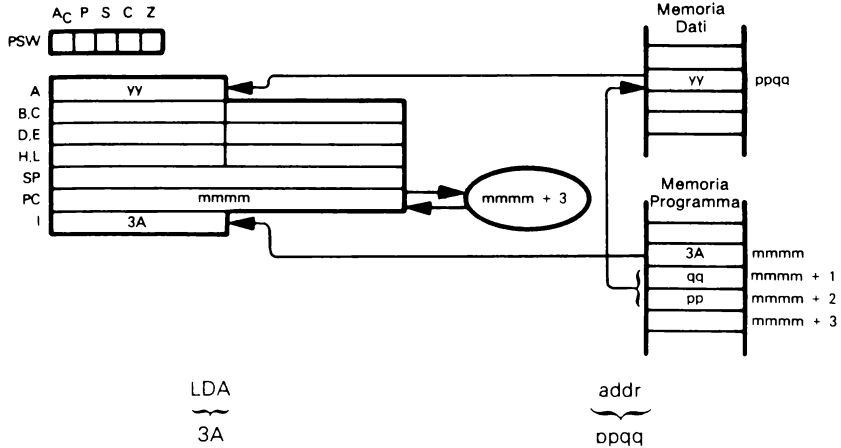 A_C P S C Z
PSW
A yy
B,C
D,E
H,L
SP
PC mmmm
I 3A
mmmm + 3
Memoria
Dati
yy ppqq
Memoria
Programma
3A mmmm
qq mmmm + 1
pp mmmm + 2
mmmm + 3
LDA addr
3A ppqq